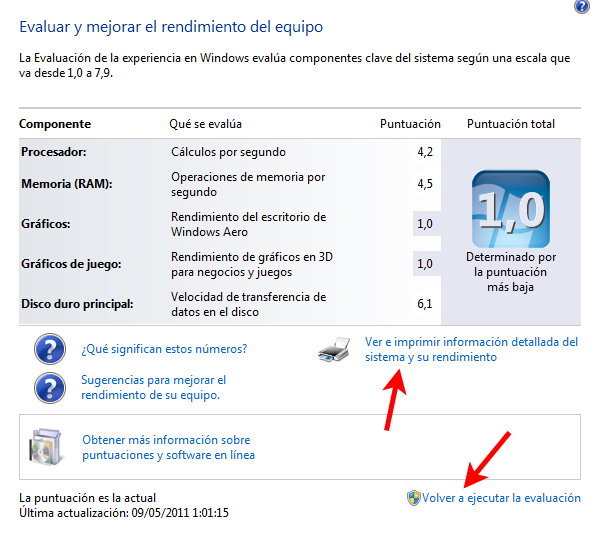 Evaluar y mejorar el rendimiento del equipo
La Evaluación de la experiencia en Windows evalúa componentes clave del sistema según una escala que
va desde 1,0 a 7,9.
Componente Qué se evalúa Puntuación Puntuación total
Procesador: Cálculos por segundo 4,2
Memoria (RAM): Operaciones de memoria por
segundo 4,5
Gráficos: Rendimiento del escritorio de
Windows Aero 1,0
Gráficos de juego: Rendimiento de gráficos en 3D
para negocios y juegos 1,0
Disco duro principal: Velocidad de transferencia de
datos en el disco 6,1
1,0
Determinado por
la puntuación
más baja
¿Qué significan estos números?
Ver e imprimir información detallada del
sistema y su rendimiento
Sugerencias para mejorar el
rendimiento de su equipo.
Obtener más información sobre
puntuaciones y software en línea
La puntuación es la actual
Última actualización: 09/05/2011 1:01:15
Volver a ejecutar la evaluación